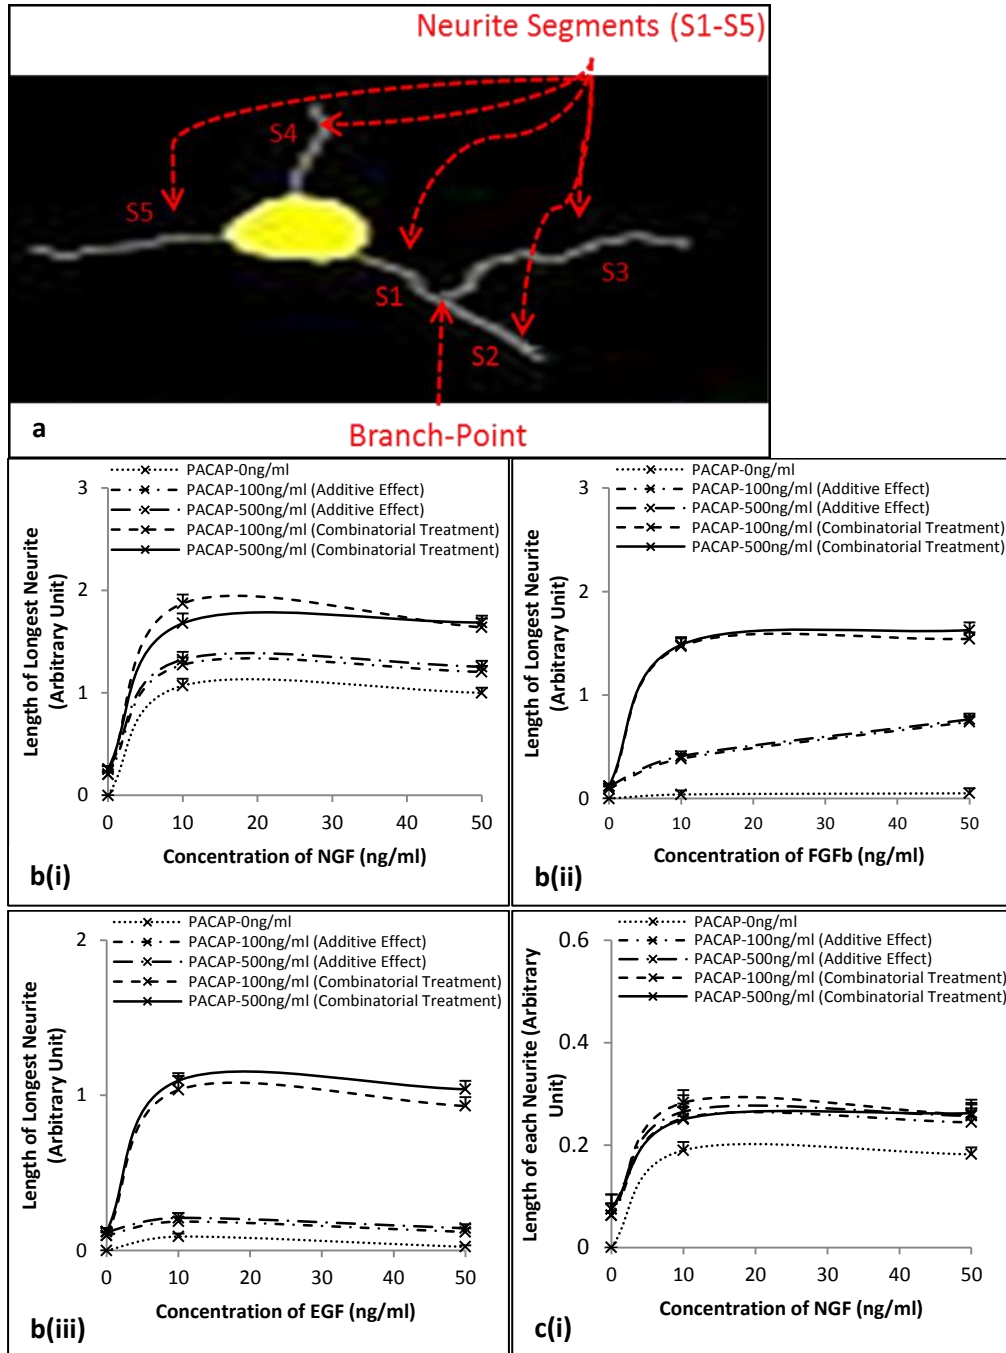 Neurite Segments (S1-S5)
S4
S5
S3
S1
S2
a
Branch-Point
PACAP-0ng/ml
PACAP-100ng/ml (Additive Effect)
PACAP-500ng/ml (Additive Effect)
PACAP-100ng/ml (Combinatorial Treatment)
PACAP-500ng/ml (Combinatorial Treatment)
Length of Longest Neurite
(Arbitrary Unit)
3
2
1
0
0 10 20 30 40 50
Concentration of NGF (ng/ml)
b(i)
PACAP-0ng/ml
PACAP-100ng/ml (Additive Effect)
PACAP-500ng/ml (Additive Effect)
PACAP-100ng/ml (Combinatorial Treatment)
PACAP-500ng/ml (Combinatorial Treatment)
Length of Longest Neurite
(Arbitrary Unit)
3
2
1
0
0 10 20 30 40 50
Concentration of FGFb (ng/ml)
b(ii)
PACAP-0ng/ml
PACAP-100ng/ml (Additive Effect)
PACAP-500ng/ml (Additive Effect)
PACAP-100ng/ml (Combinatorial Treatment)
PACAP-500ng/ml (Combinatorial Treatment)
Length of Longest Neurite
(Arbitrary Unit)
2
1
0
0 10 20 30 40 50
Concentration of EGF (ng/ml)
b(iii)
PACAP-0ng/ml
PACAP-100ng/ml (Additive Effect)
PACAP-500ng/ml (Additive Effect)
PACAP-100ng/ml (Combinatorial Treatment)
PACAP-500ng/ml (Combinatorial Treatment)
Length of each Neurite (Arbitrary
Unit)
0.6
0.4
0.2
0
0 10 20 30 40 50
Concentration of NGF (ng/ml)
c(i)